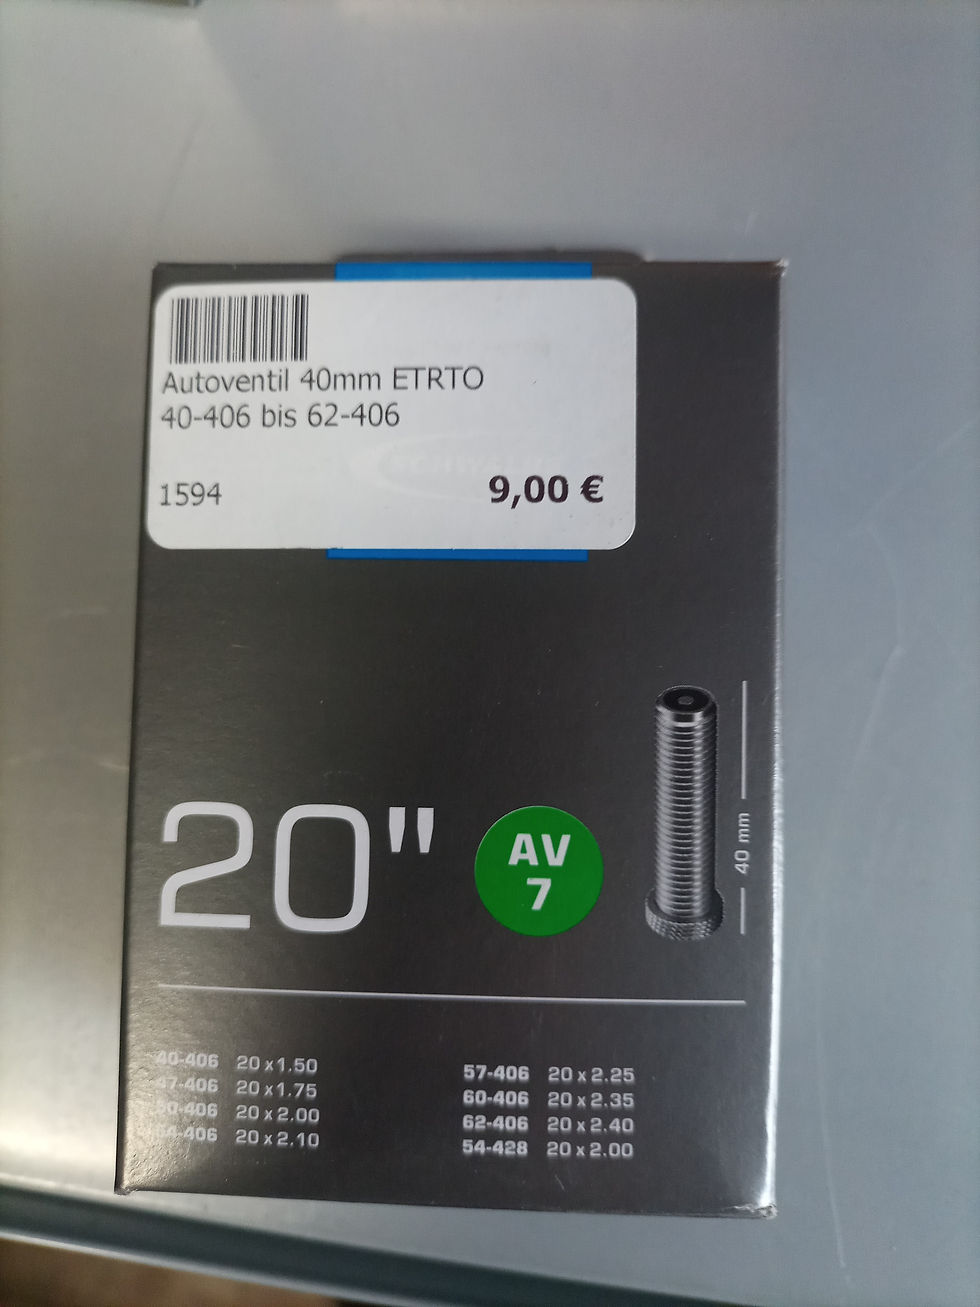 Autoventil 40mm ETRTO
40-406 bis 62-406
1594 9,00 €
20"
AV
7
40 mm
40-406 20 x 1.50
47-406 20 x 1.75
50-406 20 x 2.00
54-406 20 x 2.10
57-406 20 x 2.25
60-406 20 x 2.35
62-406 20 x 2.40
54-428 20 x 2.00